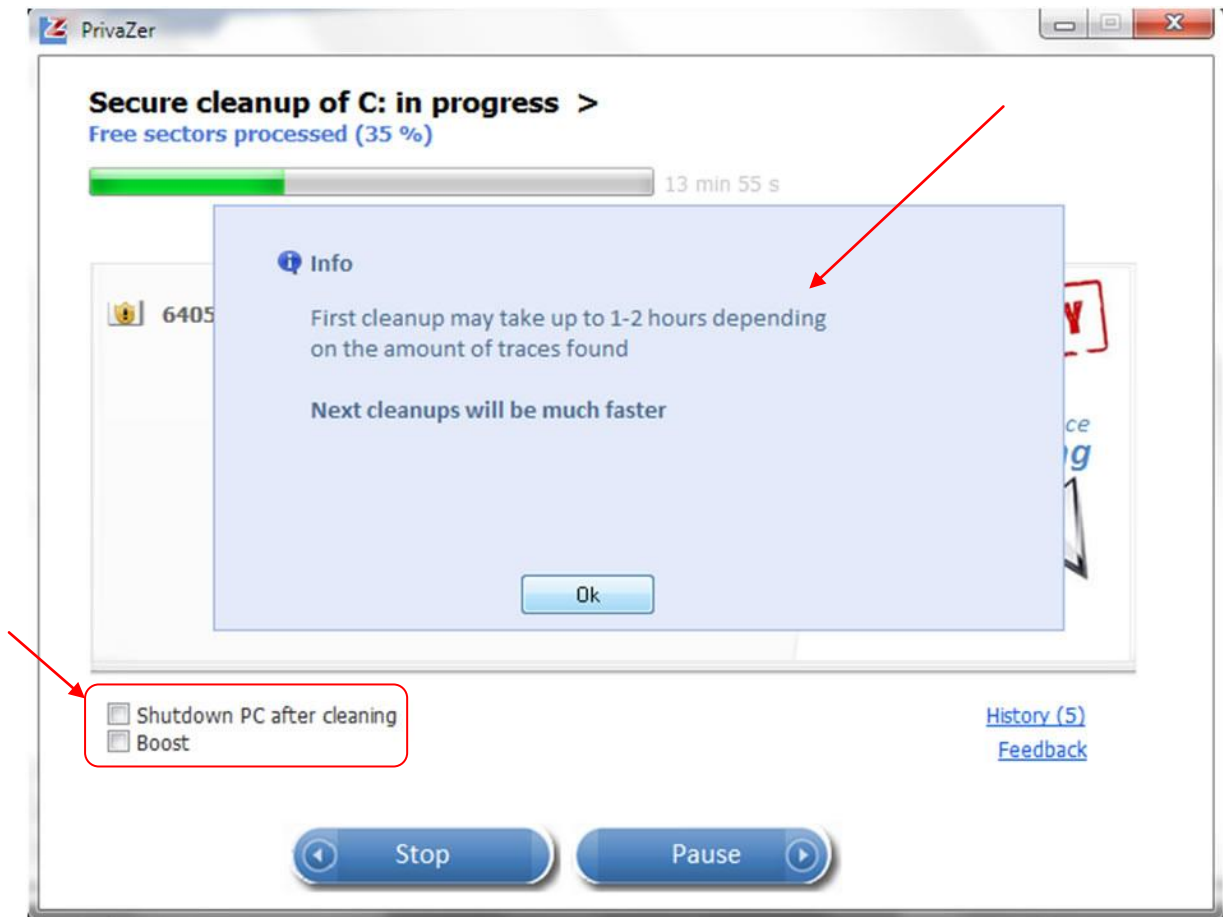 PrivaZer
Secure cleanup of C: in progress >
Free sectors processed (35 %)
13 min 55 s
Info
6405
First cleanup may take up to 1-2 hours depending
on the amount of traces found
Next cleanups will be much faster
Ok
Shutdown PC after cleaning
Boost
History (5)
Feedback
Stop
Pause